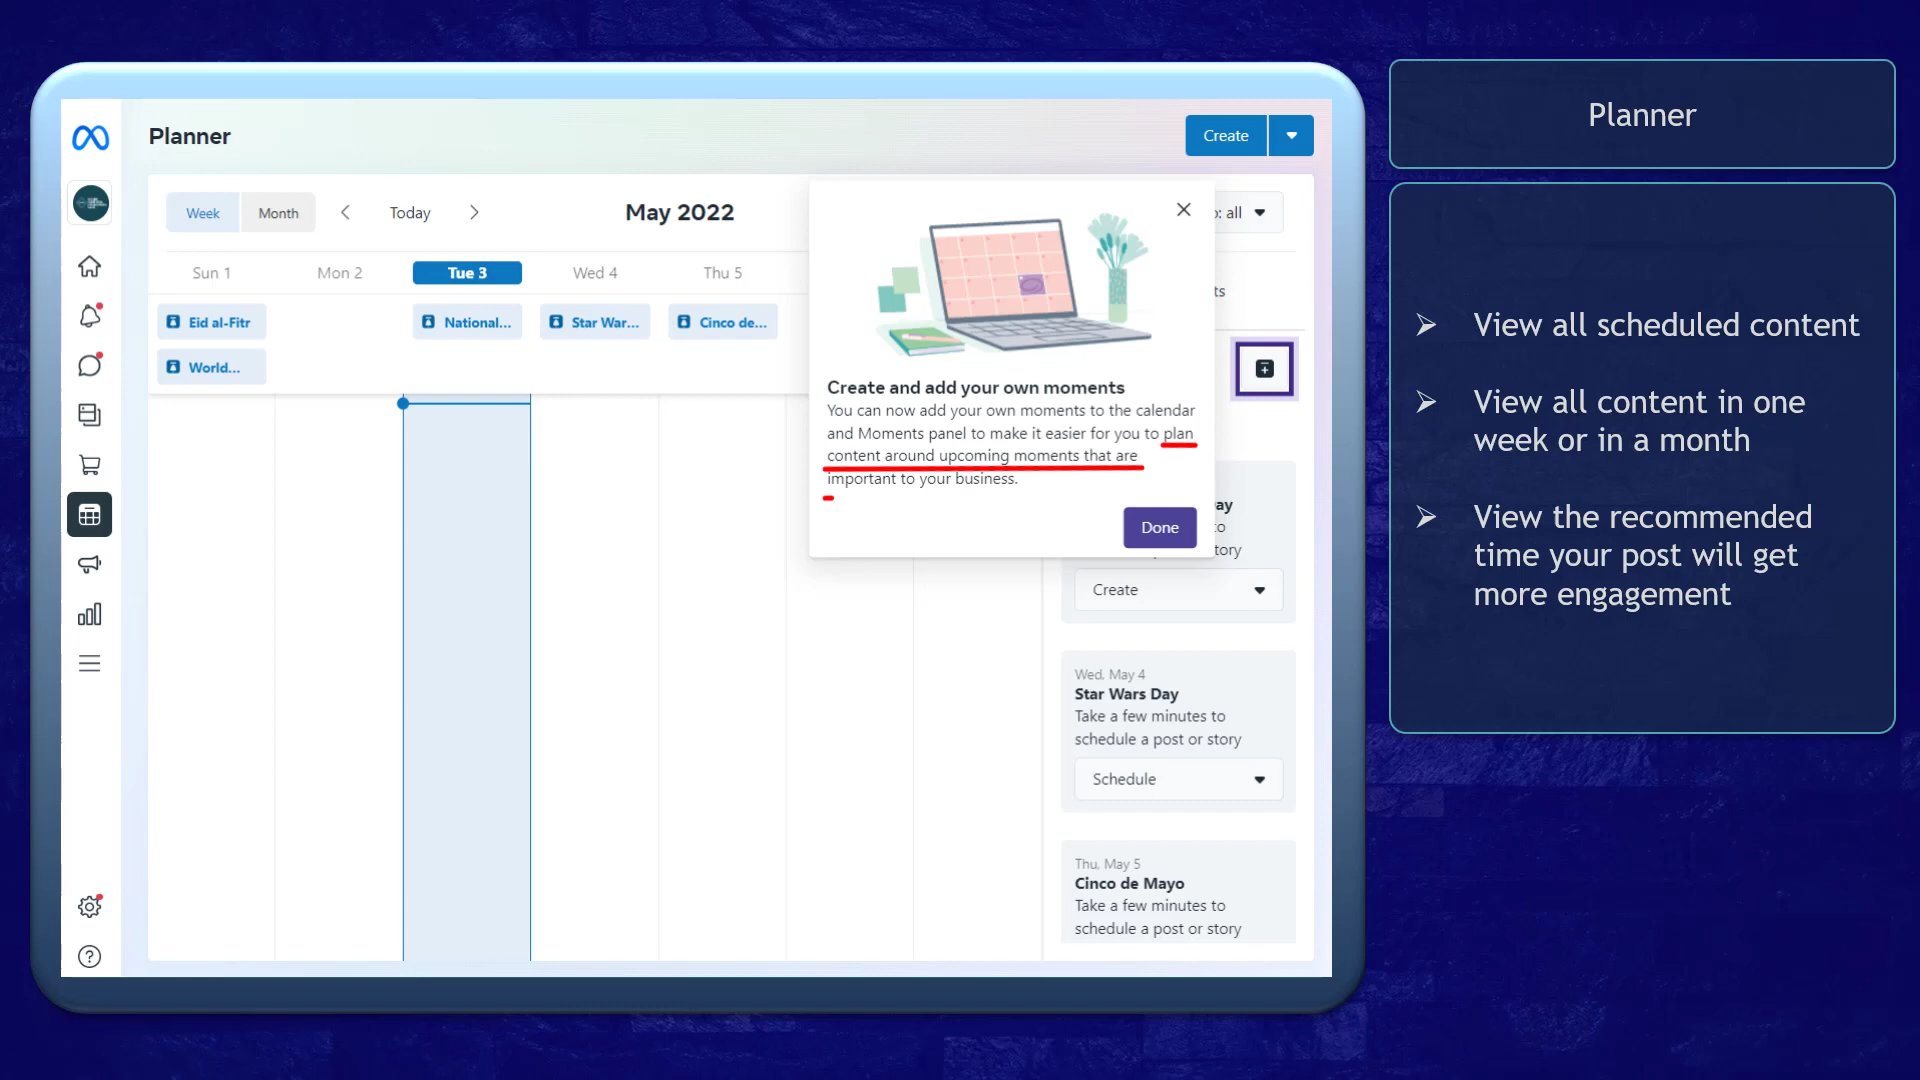 Planner
Create
Week
Month
Today
May 2022
: all
Sun 1
Mon 2
Tue 3
Wed 4
Thu 5
ts
Eid al-Fitr
National...
Star War...
Cinco de...
World...
Create and add your own moments
You can now add your own moments to the calendar
and Moments panel to make it easier for you to plan
content around upcoming moments that are
important to your business.
Done
ay
to
tory
Create
Wed, May 4
Star Wars Day
Take a few minutes to
schedule a post or story
Schedule
Thu, May 5
Cinco de Mayo
Take a few minutes to
schedule a post or story
Planner
View all scheduled content
View all content in one
week or in a month
View the recommended
time your post will get
more engagement